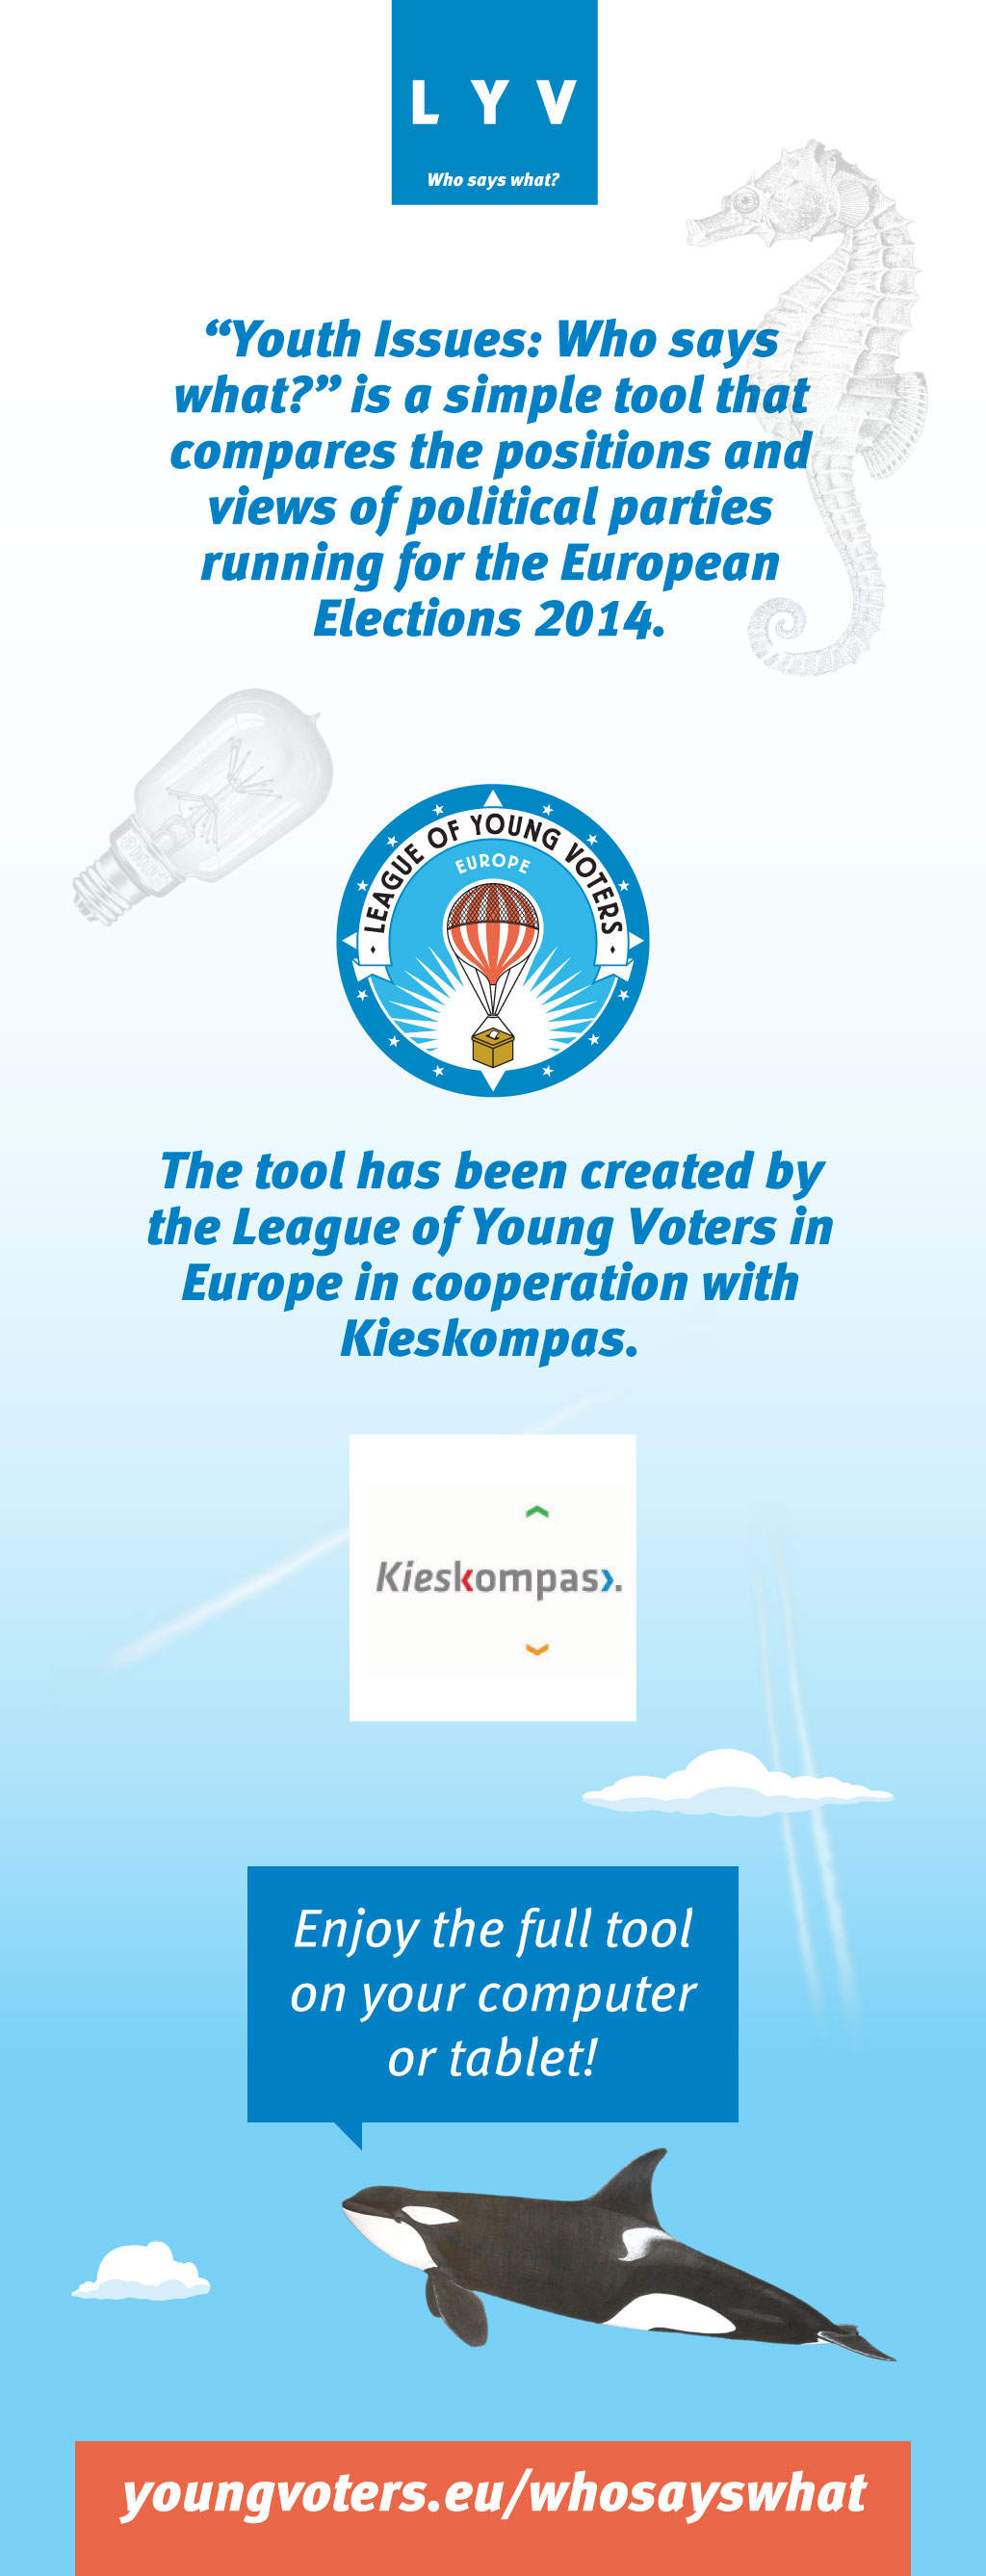 L Y V
Who says what?
“Youth Issues: Who says
what?” is a simple tool that
compares the positions and
views of political parties
running for the European
Elections 2014.
LEAGUE OF YOUNG VOTERS
EUROPE
The tool has been created by
the League of Young Voters in
Europe in cooperation with
Kieskompas.
Kieskompas.
Enjoy the full tool
on your computer
or tablet!
youngvoters.eu/whosayswhat